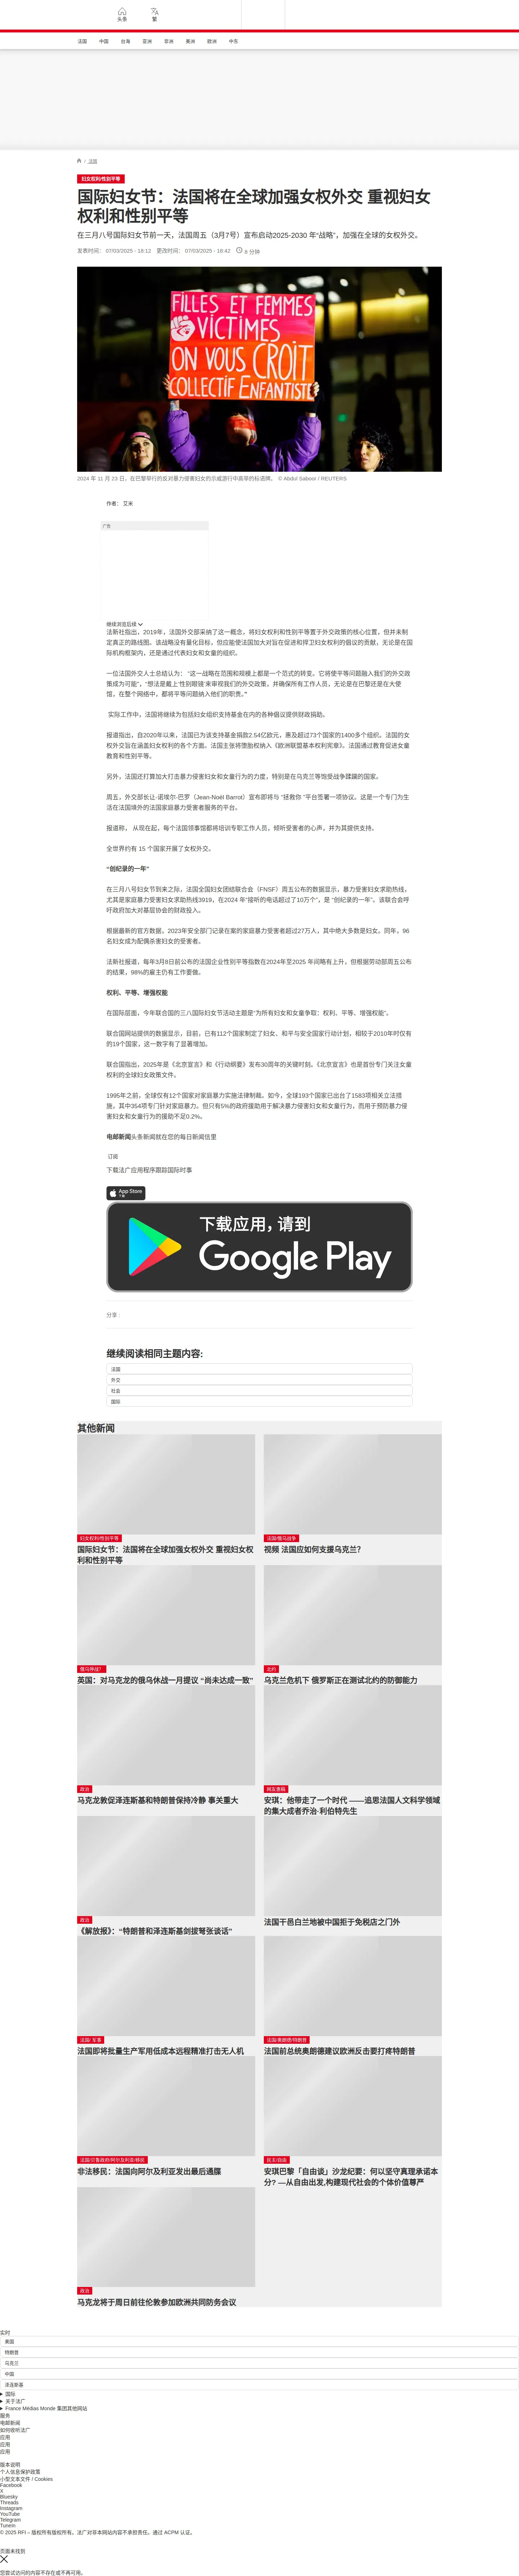 头条
繁
法国
中国
台海
亚洲
非洲
美洲
欧洲
中东
/ 法国
妇女权利/性别平等
国际妇女节：法国将在全球加强女权外交 重视妇女
权利和性别平等
在三月八号国际妇女节前一天，法国周五（3月7号）宣布启动2025-2030 年“战略”，加强在全球的女权外交。
发表时间： 07/03/2025 - 19:12 更改时间： 07/03/2025 - 18:42 8 分钟
FILLES ET FEMMES
VICTIMES
ON VOUS CROIT
COLLECTIF ENFANTISTE
2024 年 11 月 23 日，在巴黎举行的反对暴力侵害妇女的示威游行中高举的标语牌。 © Abdul Saboor / REUTERS
作者： 艾米
广告
继续浏览后续
法新社指出，2019年，法国外交部采纳了这一概念，将妇女权利和性别平等置于外交政策的核心位置，但并未制
定真正的路线图。该战略没有量化目标，但应能使法国加大对旨在促进和捍卫妇女权利的倡议的贡献，无论是在国
际机构框架内，还是通过代表妇女和女童的组织。
一位法国外交人士总结认为： “这一战略在范围和规模上都是一个范式的转变。它将使平等问题融入我们的外交政
策成为可能”，“想法是戴上‘性别眼镜’来审视我们的外交政策，并确保所有工作人员，无论是在巴黎还是在大使
馆，在整个网络中，都将平等问题纳入他们的职责。”
实际工作中，法国将继续为包括妇女组织支持基金在内的各种倡议提供财政捐助。
报道指出，自2020年以来，法国已为该支持基金捐款2.54亿欧元，惠及超过73个国家的1400多个组织。法国的女
权外交旨在涵盖妇女权利的各个方面。法国主张将堕胎权纳入《欧洲联盟基本权利宪章》。法国通过教育促进女童
教育和性别平等。
另外，法国还打算加大打击暴力侵害妇女和女童行为的力度，特别是在乌克兰等饱受战争蹂躏的国家。
周五，外交部长让·诺埃尔·巴罗（Jean-Noël Barrot）宣布即将与 “拯救你 ”平台签署一项协议。这是一个专门为生
活在法国境外的法国家庭暴力受害者服务的平台。
报道称， 从现在起，每个法国领事馆都将培训专职工作人员，倾听受害者的心声，并为其提供支持。
全世界约有 15 个国家开展了女权外交。
“创纪录的一年”
在三月八号妇女节到来之际，法国全国妇女团结联合会（FNSF）周五公布的数据显示，暴力受害妇女求助热线，
尤其是家庭暴力受害妇女求助热线3919，在2024 年“接听的电话超过了10万个”，是 “创纪录的一年”。该联合会呼
吁政府加大对基层协会的财政投入。
根据最新的官方数据，2023年安全部门记录在案的家庭暴力受害者超过27万人，其中绝大多数是妇女。同年，96
名妇女成为配偶杀害妇女的受害者。
法新社报道，每年3月8日前公布的法国企业性别平等指数在2024年至2025 年间略有上升，但根据劳动部周五公布
的结果，98%的雇主仍有工作要做。
权利、平等、增强权能
在国际层面，今年联合国的三八国际妇女节活动主题是“为所有妇女和女童争取：权利、平等、增强权能”。
联合国网站提供的数据显示，目前，已有112个国家制定了妇女、和平与安全国家行动计划，相较于2010年时仅有
的19个国家，这一数字有了显著增加。
联合国指出，2025年是《北京宣言》和《行动纲要》发布30周年的关键时刻。《北京宣言》也是首份专门关注女童
权利的全球妇女政策文件。
1995年之前，全球仅有12个国家对家庭暴力实施法律制裁。如今，全球193个国家已出台了1583项相关立法措
施，其中354项专门针对家庭暴力。但只有5%的政府援助用于解决暴力侵害妇女和女童行为，而用于预防暴力侵
害妇女和女童行为的援助不足0.2%。
电邮新闻头条新闻就在您的每日新闻信里
订阅
下载法广应用程序跟踪国际时事
App Store
下载
下载应用，请到
Google Play
分享 :
继续阅读相同主题内容:
法国
外交
社会
国际
其他新闻
妇女权利/性别平等
国际妇女节：法国将在全球加强女权外交 重视妇女权
利和性别平等
法国/俄乌战争
视频 法国应如何支援乌克兰？
俄乌停战？
英国：对马克龙的俄乌休战一月提议 “尚未达成一致”
北约
乌克兰危机下 俄罗斯正在测试北约的防御能力
政治
马克龙敦促泽连斯基和特朗普保持冷静 事关重大
网友来稿
安琪：他带走了一个时代 ——追思法国人文科学领域
的集大成者乔治·利伯特先生
政治
《解放报》：“特朗普和泽连斯基剑拔弩张谈话”
法国干邑白兰地被中国拒于免税店之门外
法国/ 军事
法国即将批量生产军用低成本远程精准打击无人机
法国/奥朗德/特朗普
法国前总统奥朗德建议欧洲反击要打疼特朗普
法国/贝鲁政府/阿尔及利亚/移民
非法移民：法国向阿尔及利亚发出最后通牒
民主/自由
安琪巴黎「自由谈」沙龙纪要：何以坚守真理承诺本
分？—从自由出发,构建现代社会的个体价值尊严
政治
马克龙将于周日前往伦敦参加欧洲共同防务会议
实时
美国
特朗普
乌克兰
中国
泽连斯基
国际
关于法广
France Médias Monde 集团其他网站
服务
电邮新闻
如何收听法广
应用
应用
应用
版本说明
个人信息保护政策
小型文本文件 / Cookies
Facebook
X
Bluesky
Threads
Instagram
YouTube
Telegram
TuneIn
© 2025 RFI – 版权所有版权所有。法广对非本网站内容不承担责任。通过 ACPM 认证。
页面未找到
您尝试访问的内容不存在或不再可用。